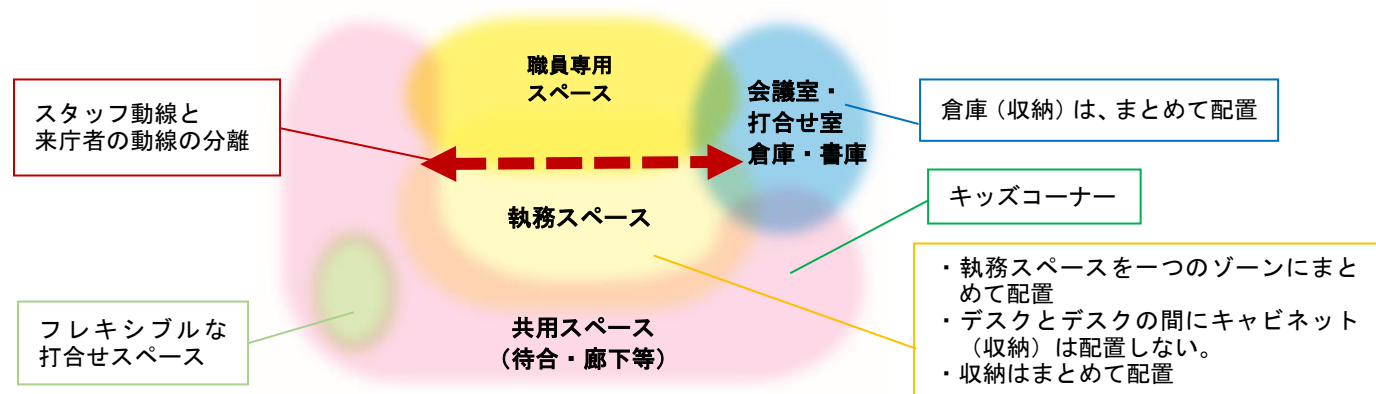 職員専用
スペース
会議室・
打合せ室
倉庫・書庫
スタッフ動線と
来庁者の動線の分離
倉庫（収納）は、まとめて配置
執務スペース
キッズコーナー
・執務スペースを一つのゾーンにまと
めて配置
・デスクとデスクの間にキャビネット
（収納）は配置しない。
・収納はまとめて配置
フレキシブルな
打合せスペース
共用スペース
（待合・廊下等）